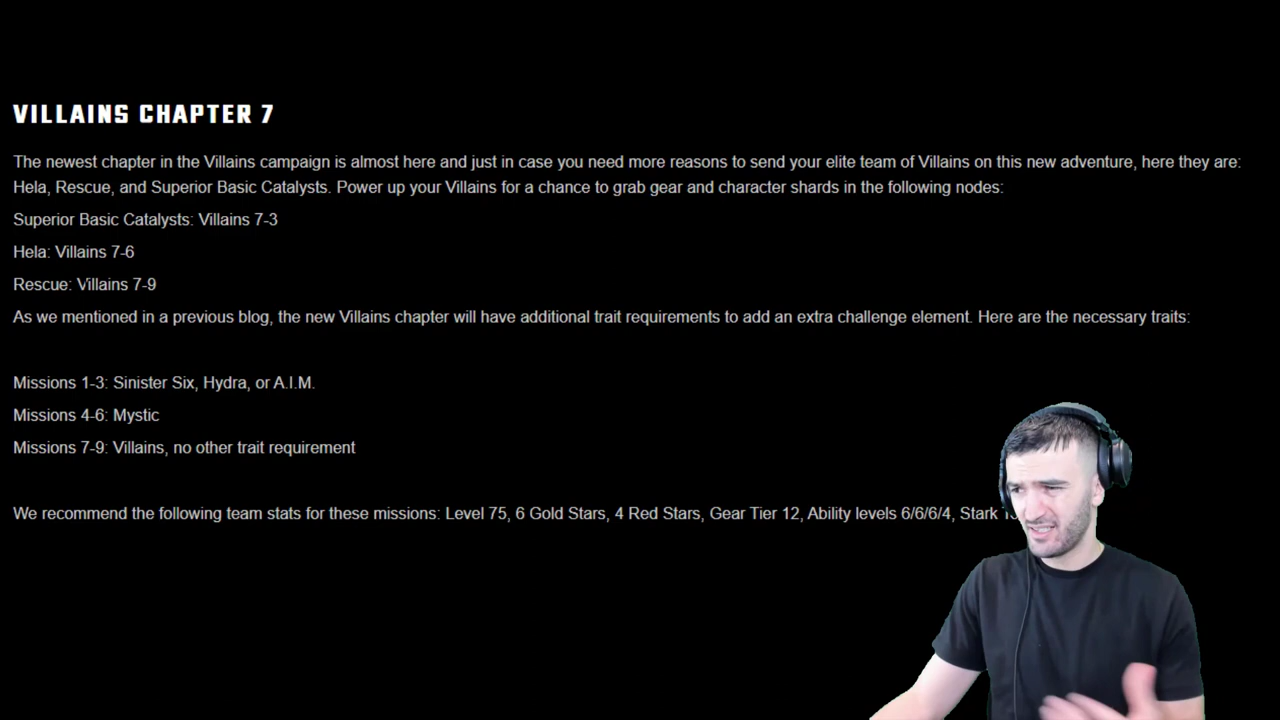 VILLAINS CHAPTER 7
The newest chapter in the Villains campaign is almost here and just in case you need more reasons to send your elite team of Villains on this new adventure, here they are:
Hela, Rescue, and Superior Basic Catalysts. Power up your Villains for a chance to grab gear and character shards in the following nodes:
Superior Basic Catalysts: Villains 7-3
Hela: Villains 7-6
Rescue: Villains 7-9
As we mentioned in a previous blog, the new Villains chapter will have additional trait requirements to add an extra challenge element. Here are the necessary traits:
Missions 1-3: Sinister Six, Hydra, or A.I.M.
Missions 4-6: Mystic
Missions 7-9: Villains, no other trait requirement
We recommend the following team stats for these missions: Level 75, 6 Gold Stars, 4 Red Stars, Gear Tier 12, Ability levels 6/6/6/4, Stark